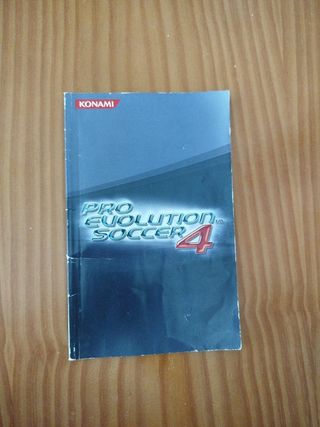 KONAMI
PRO
EVOLUTION
SOCCER 4